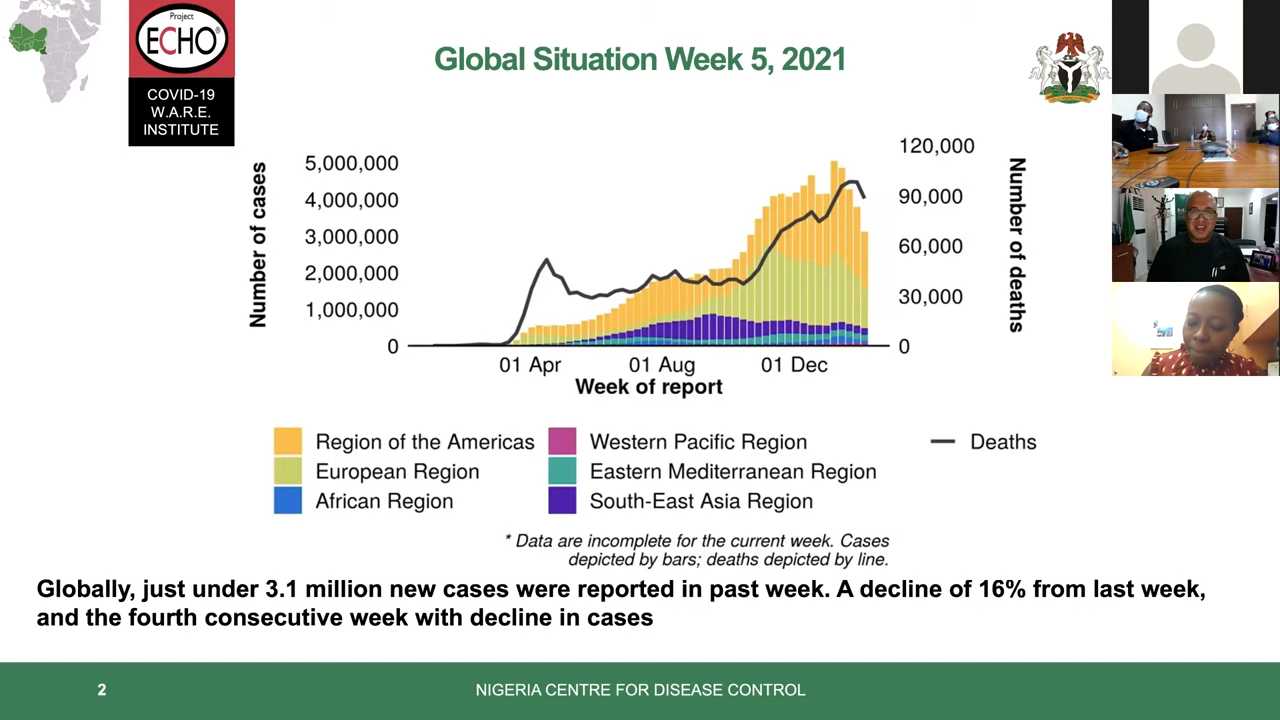 Project
ECHO®
COVID-19
W.A.R.E.
INSTITUTE
Global Situation Week 5, 2021
Number of cases
5,000,000
4,000,000
3,000,000
2,000,000
1,000,000
0
120,000
90,000
60,000
30,000
0
Number of deaths
01 Apr 01 Aug 01 Dec
Week of report
Region of the Americas Western Pacific Region Deaths
European Region Eastern Mediterranean Region
African Region South-East Asia Region
* Data are incomplete for the current week. Cases
depicted by bars; deaths depicted by line.
Globally, just under 3.1 million new cases were reported in past week. A decline of 16% from last week,
and the fourth consecutive week with decline in cases
2 NIGERIA CENTRE FOR DISEASE CONTROL